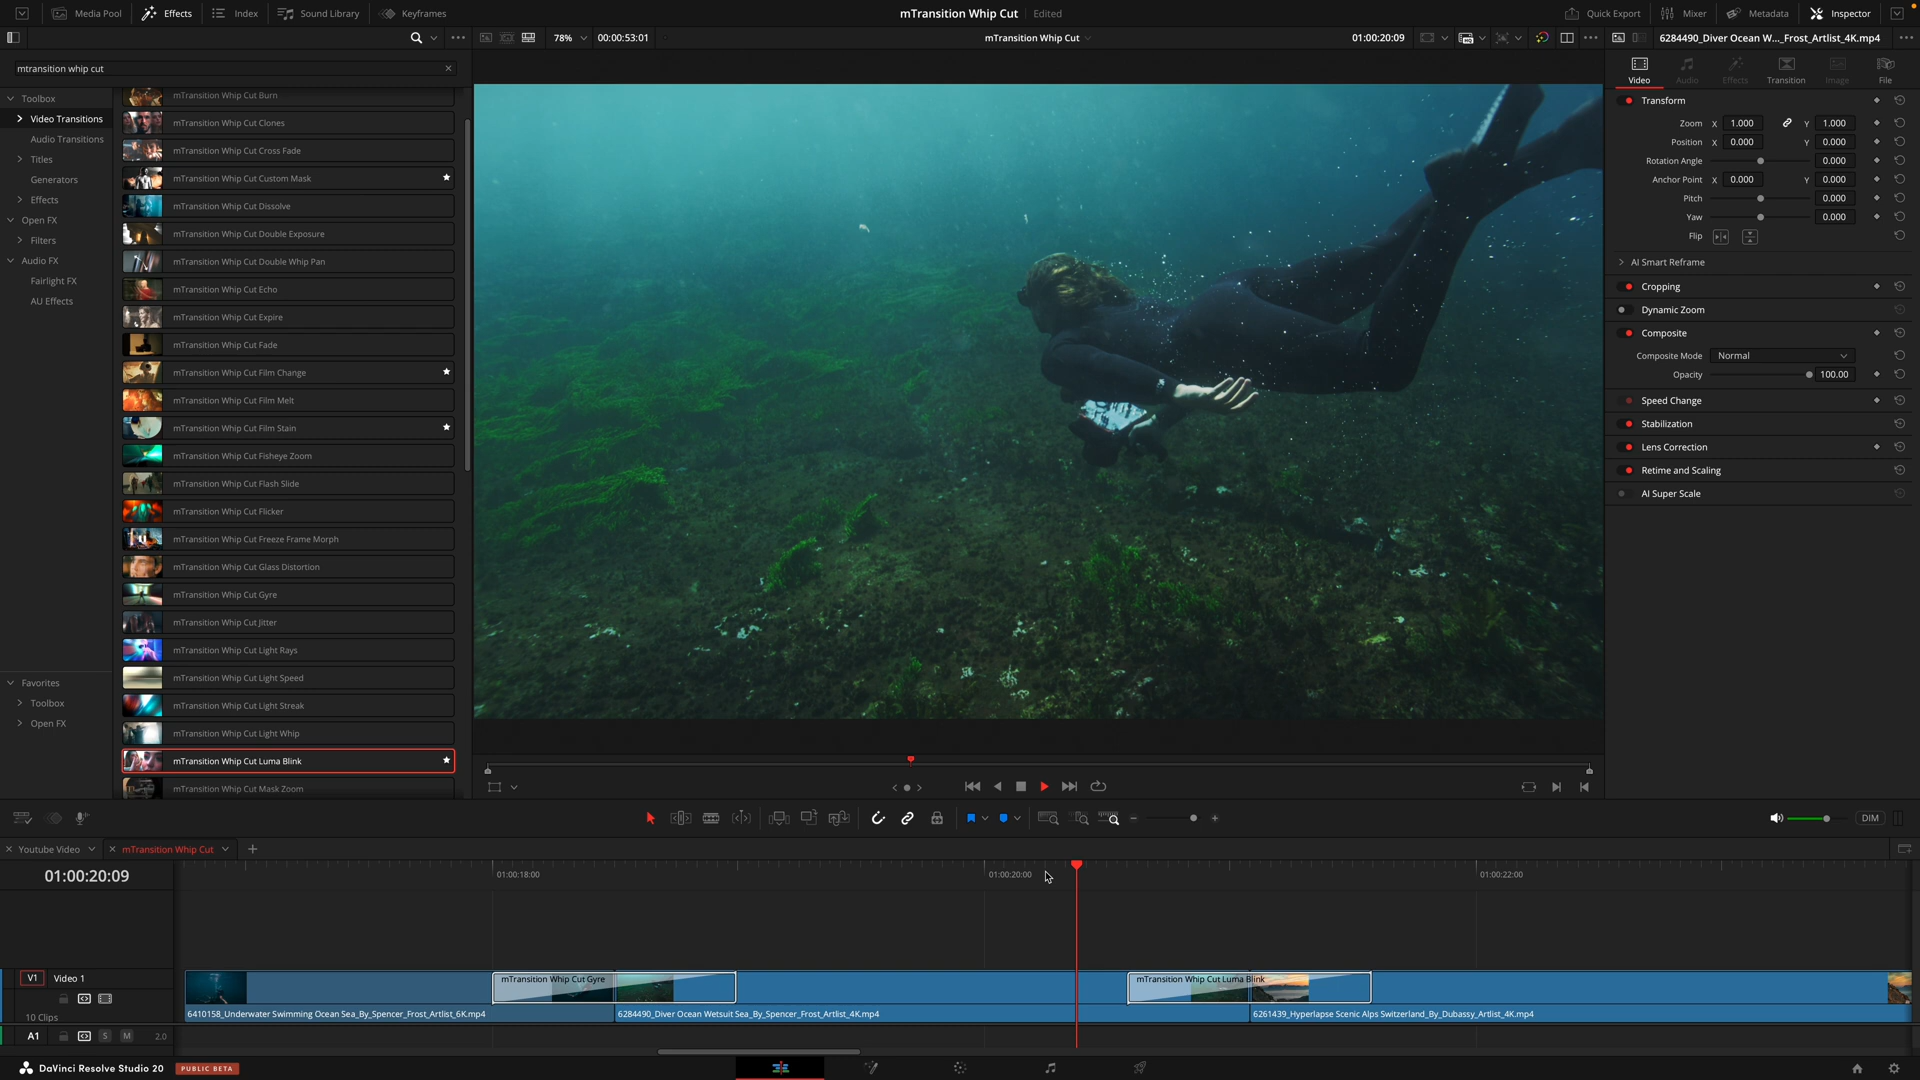 Media Pool
Effects
Index
Sound Library
Keyframes
mTransition Whip Cut
Edited
Quick Export
Mixer
Metadata
Inspector
78%
00:00:53:01
mTransition Whip Cut
01:00:20:09
6284490_Diver Ocean W..._Frost_Artlist_4K.mp4
mtransition whip cut
Video
Audio
Effects
Transition
Image
File
Toolbox
Video Transitions
Audio Transitions
Titles
Generators
Effects
Open FX
Filters
Audio FX
Fairlight FX
AU Effects
Favorites
Toolbox
Open FX
mTransition Whip Cut Burn
mTransition Whip Cut Clones
mTransition Whip Cut Cross Fade
mTransition Whip Cut Custom Mask
mTransition Whip Cut Dissolve
mTransition Whip Cut Double Exposure
mTransition Whip Cut Double Whip Pan
mTransition Whip Cut Echo
mTransition Whip Cut Expire
mTransition Whip Cut Fade
mTransition Whip Cut Film Change
mTransition Whip Cut Film Melt
mTransition Whip Cut Film Stain
mTransition Whip Cut Fisheye Zoom
mTransition Whip Cut Flash Slide
mTransition Whip Cut Flicker
mTransition Whip Cut Freeze Frame Morph
mTransition Whip Cut Glass Distortion
mTransition Whip Cut Gyre
mTransition Whip Cut Jitter
mTransition Whip Cut Light Rays
mTransition Whip Cut Light Speed
mTransition Whip Cut Light Streak
mTransition Whip Cut Light Whip
mTransition Whip Cut Luma Blink
mTransition Whip Cut Mask Zoom
Transform
Zoom X 1.000 Y 1.000
Position X 0.000 Y 0.000
Rotation Angle 0.000
Anchor Point X 0.000 Y 0.000
Pitch 0.000
Yaw 0.000
Flip
AI Smart Reframe
Cropping
Dynamic Zoom
Composite
Composite Mode Normal
Opacity 100.00
Speed Change
Stabilization
Lens Correction
Retime and Scaling
AI Super Scale
DIM
Youtube Video
mTransition Whip Cut
01:00:20:09
01:00:18:00
01:00:20:00
01:00:22:00
V1 Video 1
10 Clips
mTransition Whip Cut Gyre
mTransition Whip Cut Luma Blink
6410158_Underwater Swimming Ocean Sea_By_Spencer_Frost_Artlist_6K.mp4
6284490_Diver Ocean Wetsuit Sea_By_Spencer_Frost_Artlist_4K.mp4
6261439_Hyperlapse Scenic Alps Switzerland_By_Dubassy_Artlist_4K.mp4
A1 S M 2.0
DaVinci Resolve Studio 20 PUBLIC BETA